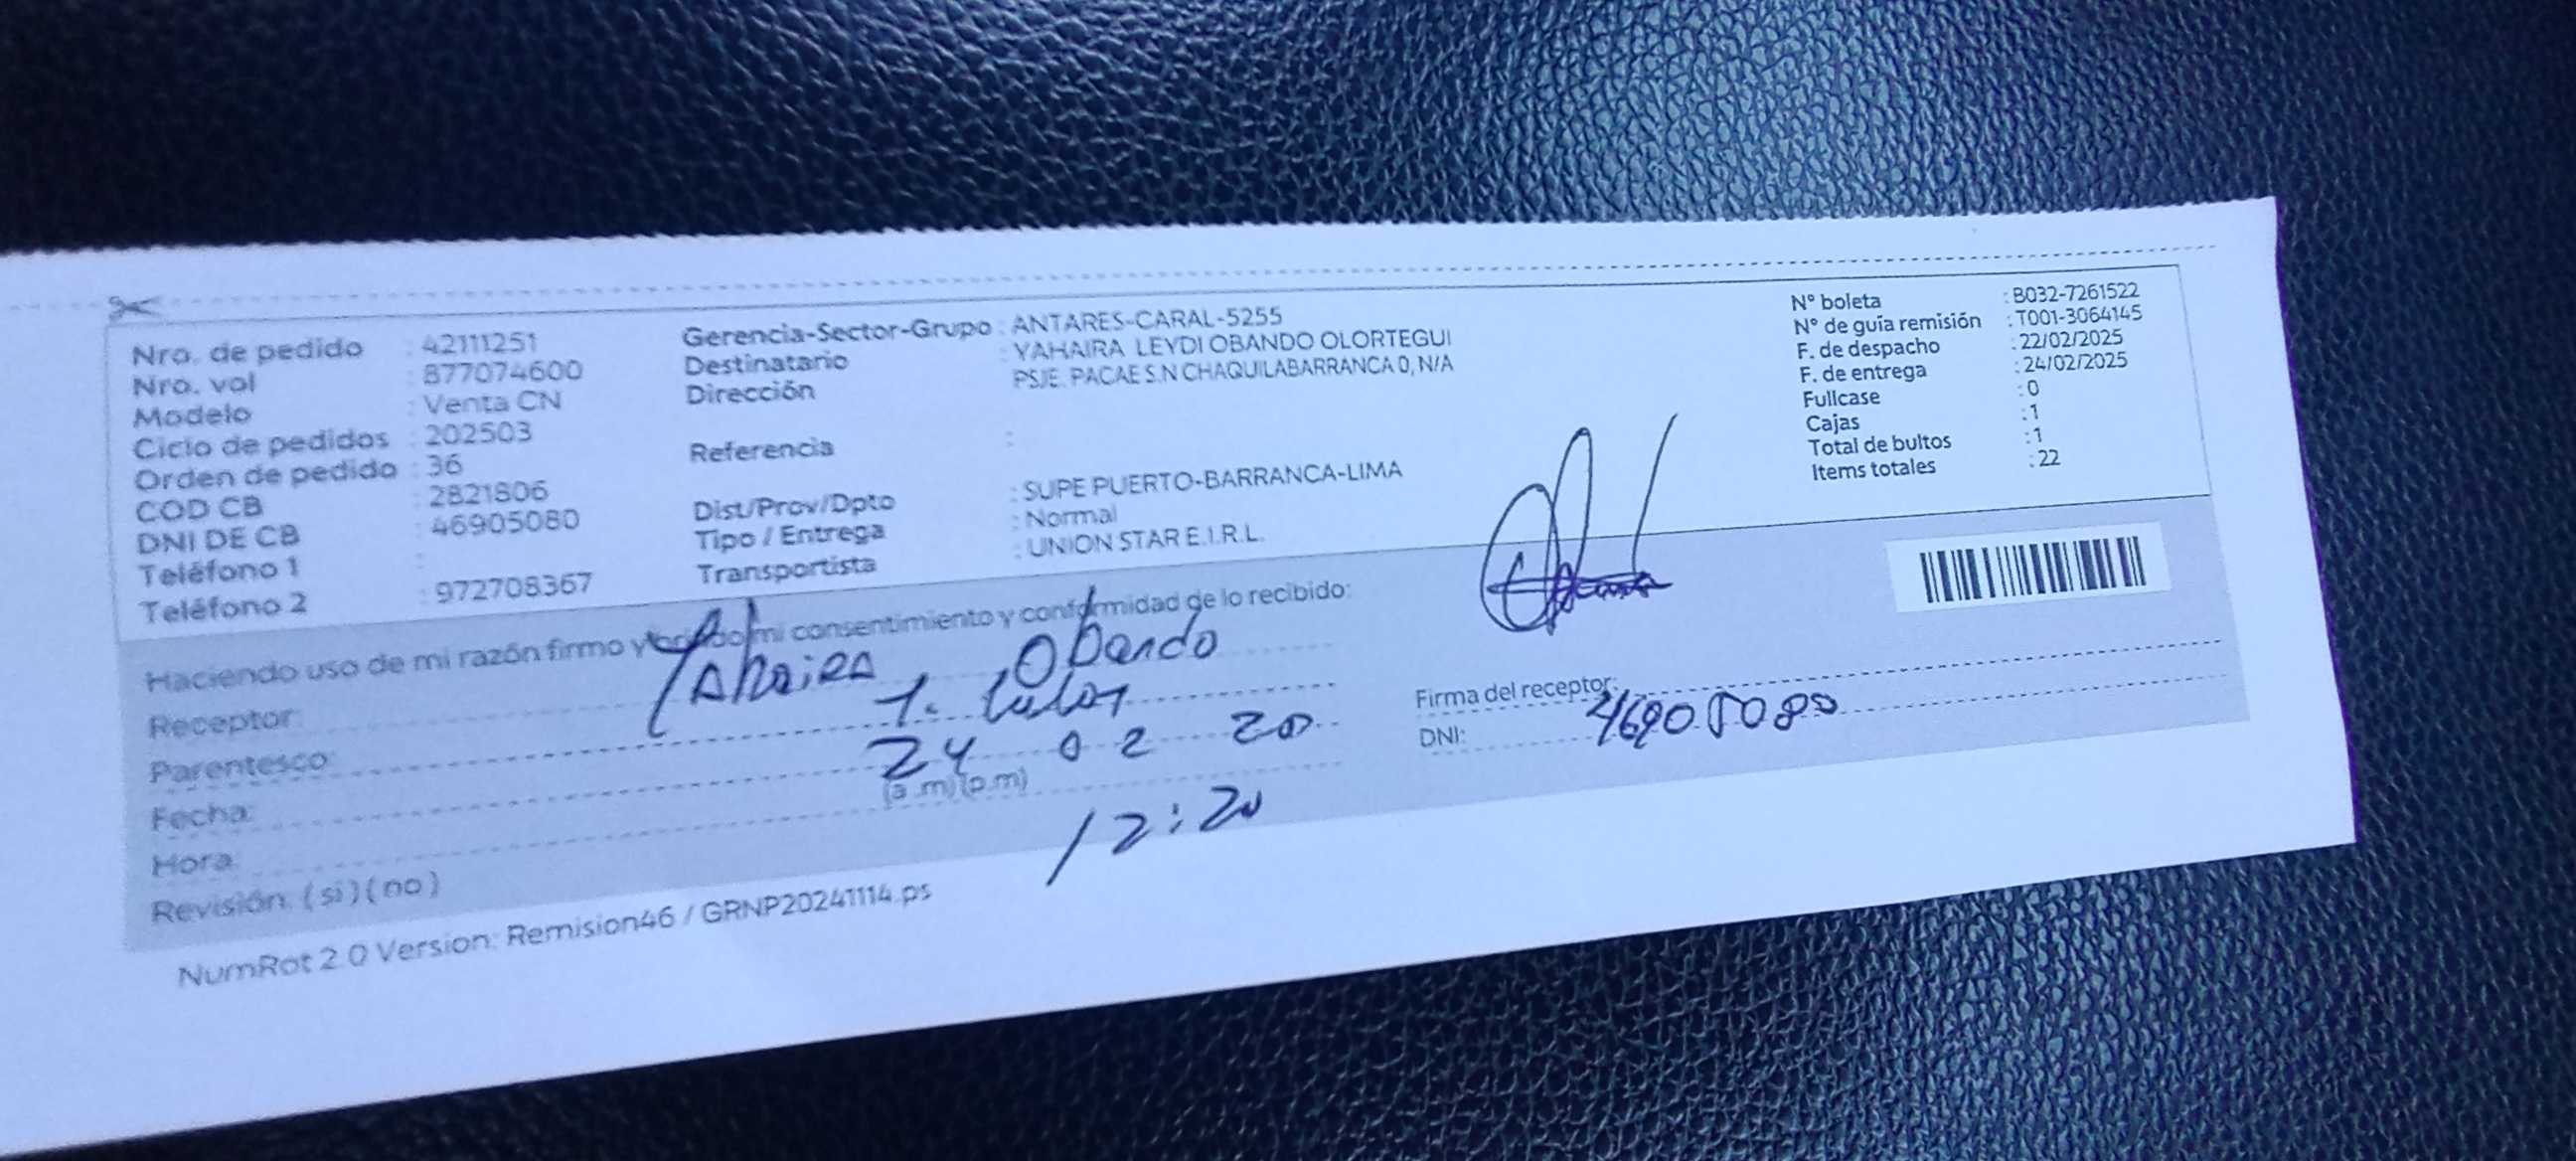 Nro. de pedido : 42111251
Nro. vol : 877074600
Modelo : Venta CN
Ciclo de pedidos : 202503
Orden de pedido : 36
COD CB : 2821806
DNI DE CB : 46905080
Teléfono 1 :
Teléfono 2 : 972708367
Gerencia-Sector-Grupo : ANTARES-CARAL-5255
Destinatario : YAHAIRA LEYDI OBANDO OLORTEGUI
Dirección PSJE. PACAE S.N CHAQUILABARRANCA 0, N/A
Referencia :
Dist/Prov/Dpto : SUPE PUERTO-BARRANCA-LIMA
Tipo / Entrega : Normal
Transportista : UNION STAR E.I.R.L.
N° boleta : B032-7261522
N° de guía remisión : T001-3064145
F. de despacho : 22/02/2025
F. de entrega : 24/02/2025
Fullcase : 0
Cajas : 1
Total de bultos : 1
Items totales : 22
Haciendo uso de mi razón firmo y brindo mi consentimiento y conformidad de lo recibido:
Receptor: Yahaira Obando
Parentesco:
Fecha: 24 02 20
Hora: (a.m)(p.m) 12:20
Revisión: (si)(no)
Firma del receptor:
DNI: 46905080
NumRot 2.0 Version: Remision46 / GRNP20241114.ps